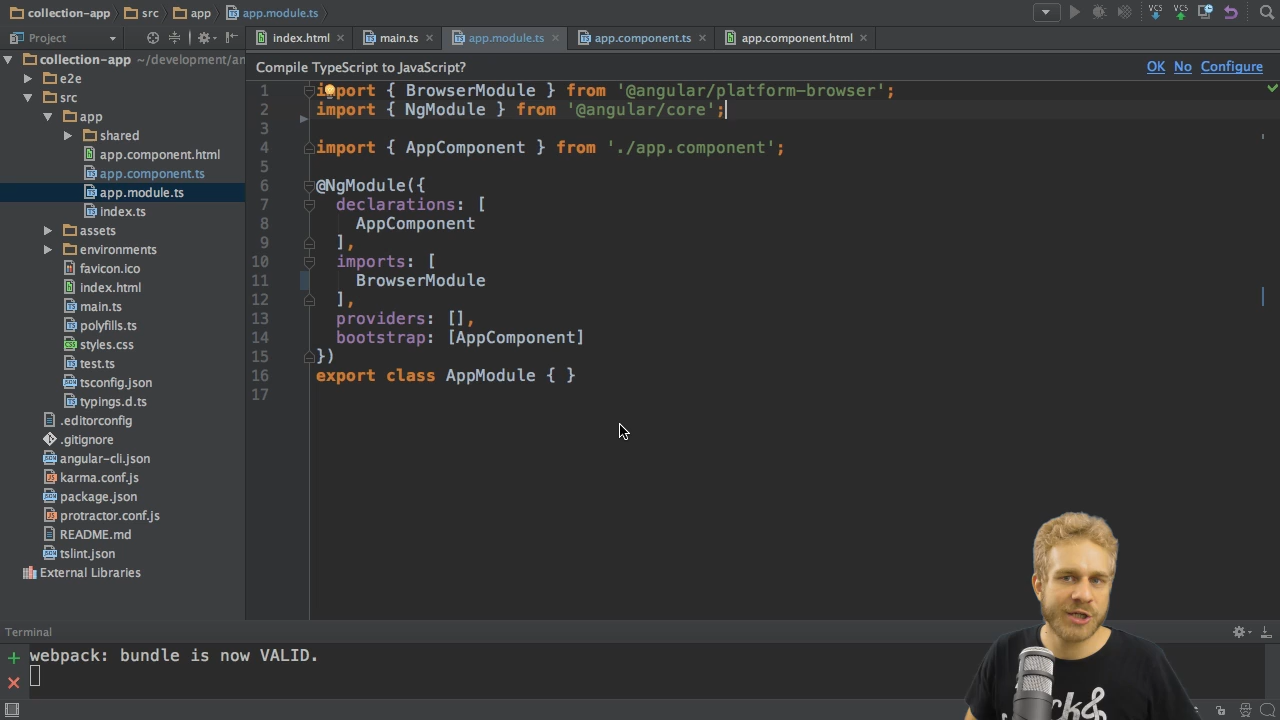 collection-app src app app.module.ts
Project
index.html main.ts app.module.ts app.component.ts app.component.html
collection-app ~/development/an
e2e
src
app
shared
app.component.html
app.component.ts
app.module.ts
index.ts
assets
environments
favicon.ico
index.html
main.ts
polyfills.ts
styles.css
test.ts
tsconfig.json
typings.d.ts
.editorconfig
.gitignore
angular-cli.json
karma.conf.js
package.json
protractor.conf.js
README.md
tslint.json
External Libraries
VCS VCS
Compile TypeScript to JavaScript? OK No Configure
1 import { BrowserModule } from '@angular/platform-browser';
2 import { NgModule } from '@angular/core';
3
4 import { AppComponent } from './app.component';
5
6 @NgModule({
7 declarations: [
8 AppComponent
9 ],
10 imports: [
11 BrowserModule
12 ],
13 providers: [],
14 bootstrap: [AppComponent]
15 })
16 export class AppModule { }
17
Terminal
webpack: bundle is now VALID.